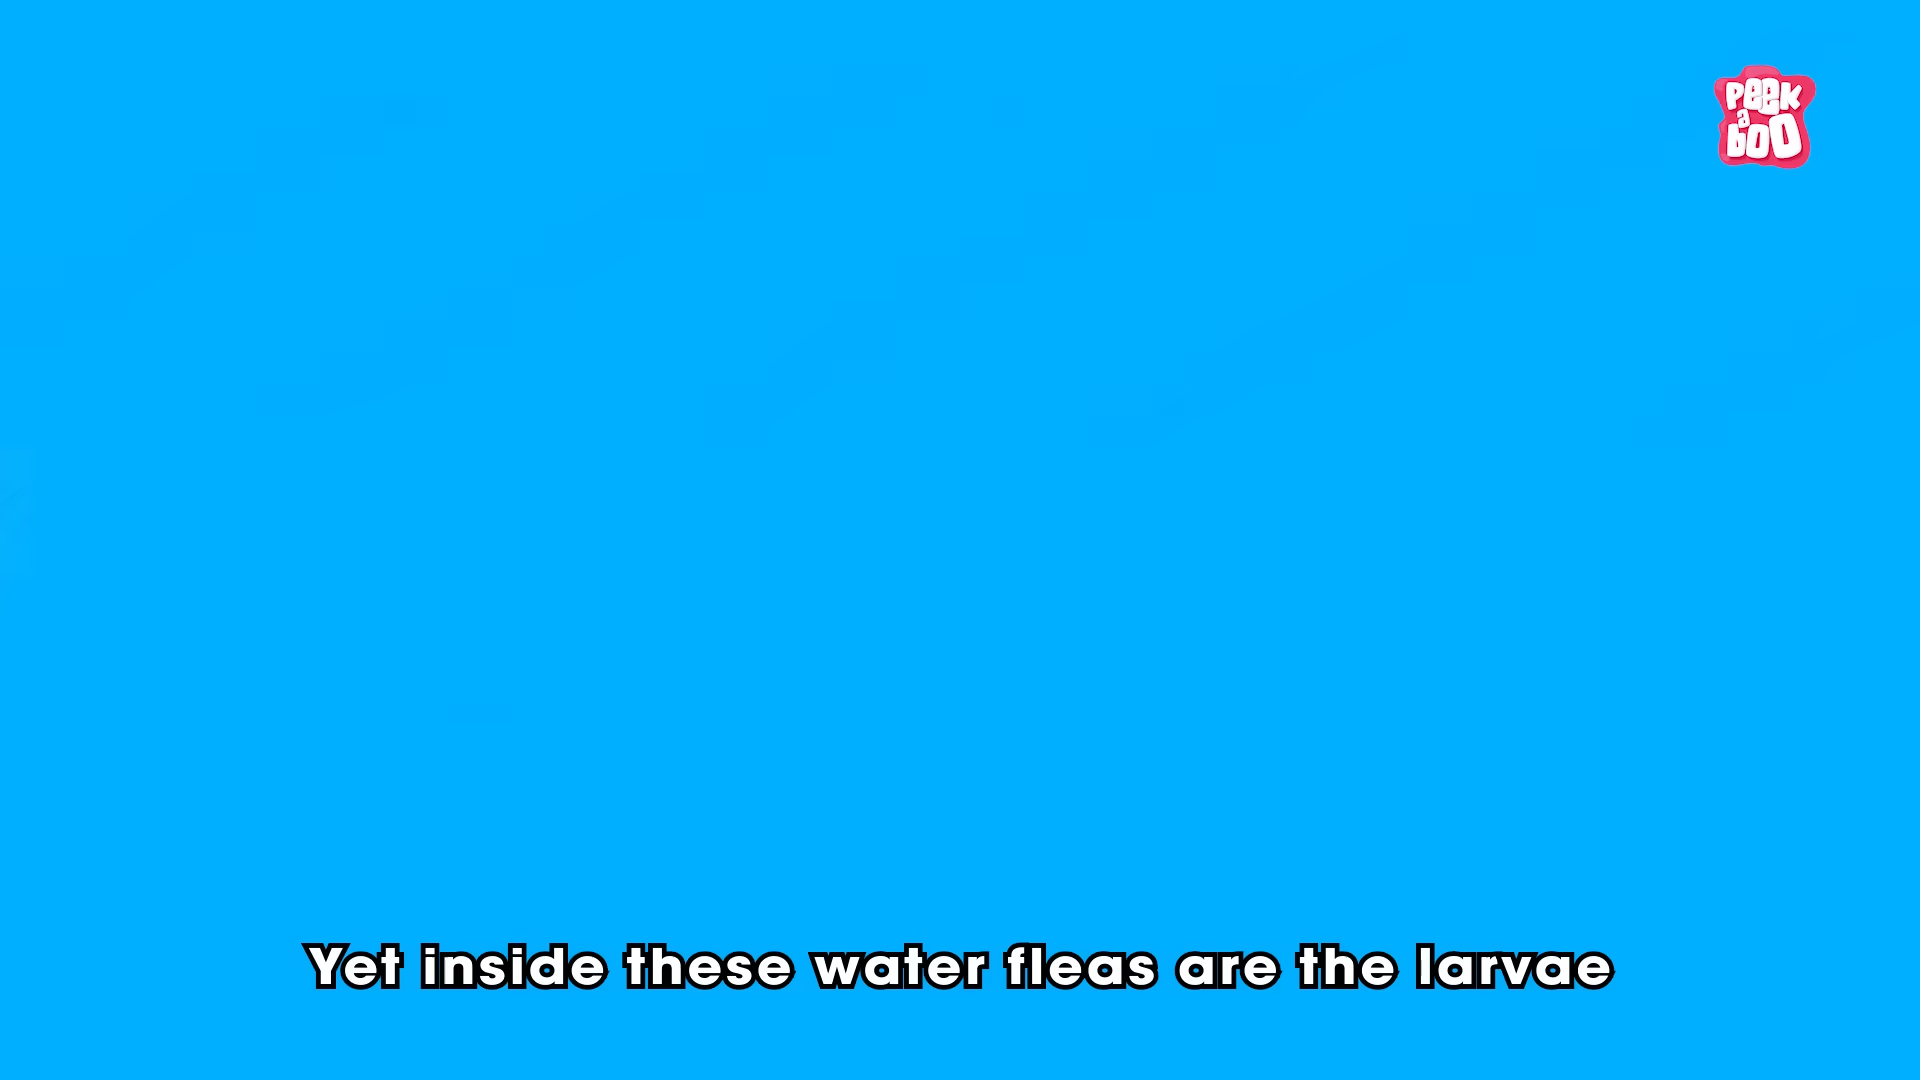 Peek
a
boo
Yet inside these water fleas are the larvae